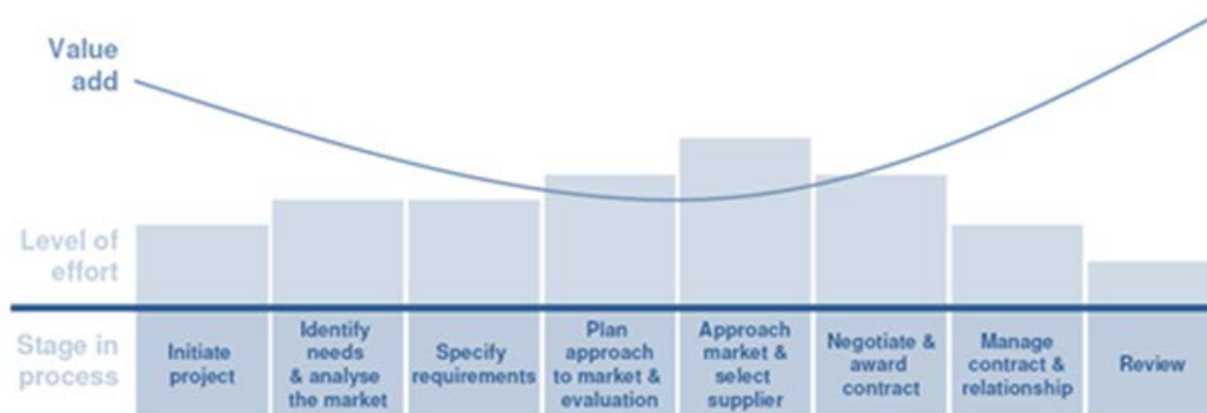 Value
add
Level of
effort
Stage in
process
Initiate
project
Identify
needs
& analyse
the market
Specify
requirements
Plan
approach
to market &
evaluation
Approach
market &
select
supplier
Negotiate &
award
contract
Manage
contract &
relationship
Review